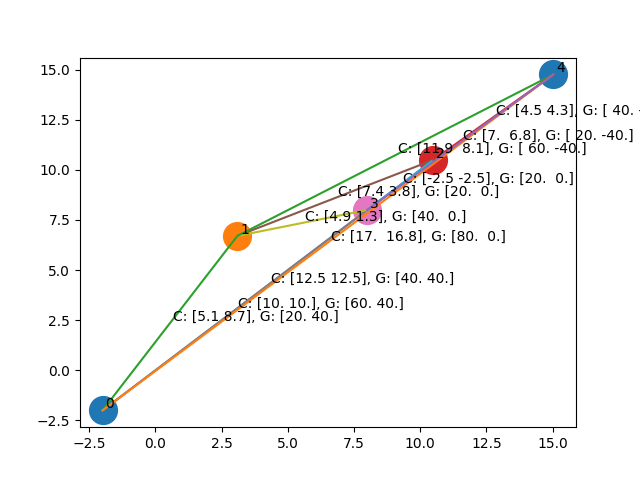 15.0
12.5
10.0
7.5
5.0
2.5
0.0
−2.5
4
C: [4.5 4.3], G: [ 40. -
C: [7.  6.8], G: [ 20. -40.]
C: [11.9  8.1], G: [ 60. -40.]
2
C: [-2.5 -2.5], G: [20.  0.]
C: [7.4 3.8], G: [20.  0.]
3
C: [4.9 1.3], G: [40.  0.]
1
C: [17.  16.8], G: [80.  0.]
C: [12.5 12.5], G: [40. 40.]
C: [10. 10.], G: [60. 40.]
C: [5.1 8.7], G: [20. 40.]
0
−2.5 0.0 2.5 5.0 7.5 10.0 12.5 15.0